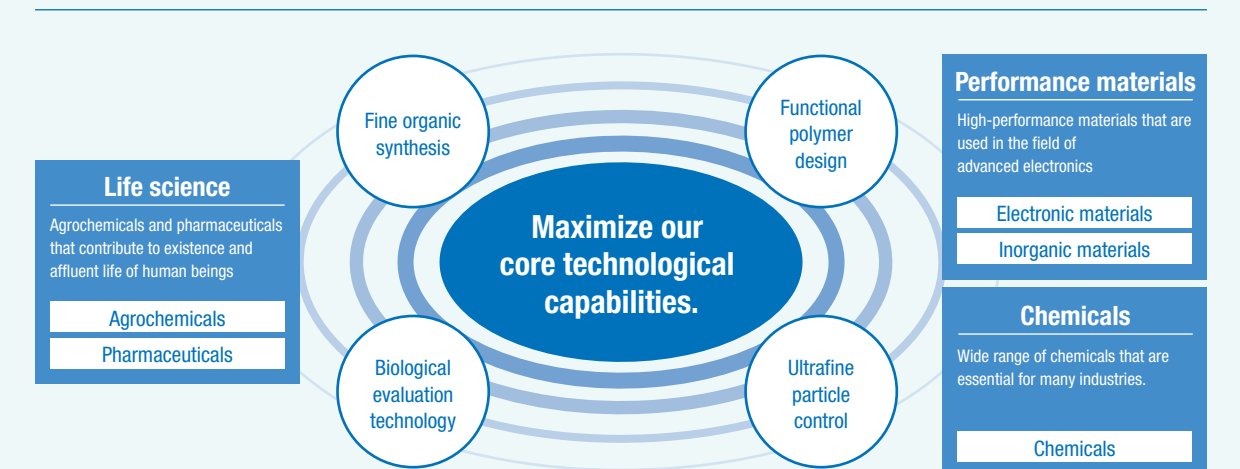 Life science
Agrochemicals and pharmaceuticals
that contribute to existence and
affluent life of human beings
Agrochemicals
Pharmaceuticals
Fine organic
synthesis
Functional
polymer
design
Maximize our
core technological
capabilities.
Biological
evaluation
technology
Ultrafine
particle
control
Performance materials
High-performance materials that are
used in the field of
advanced electronics
Electronic materials
Inorganic materials
Chemicals
Wide range of chemicals that are
essential for many industries.
Chemicals